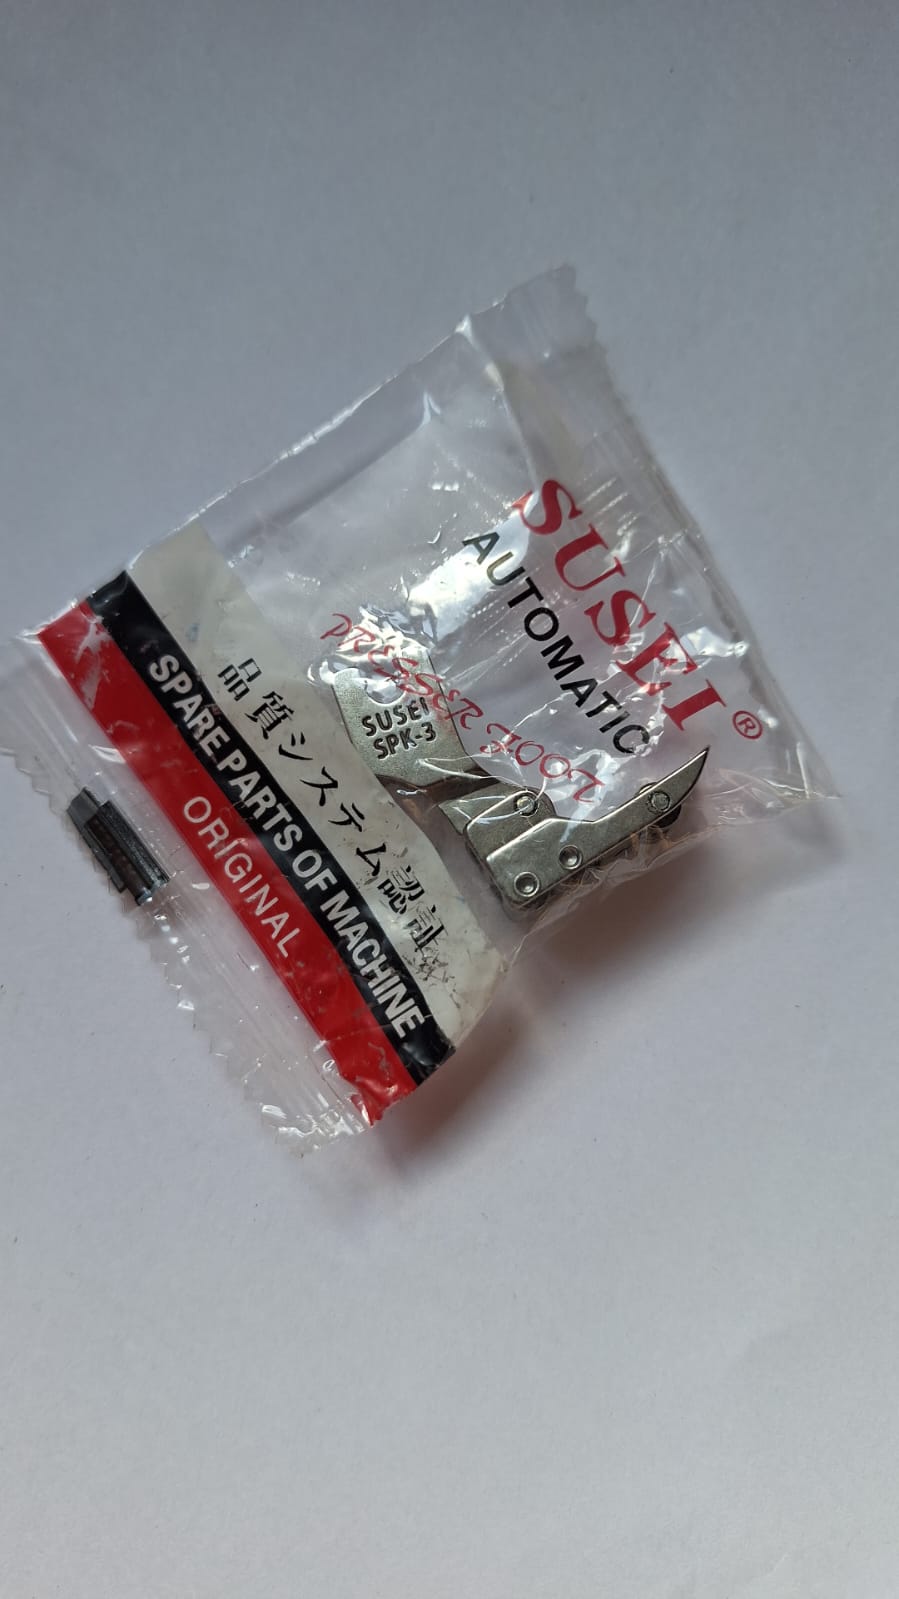 SUSEI®
AUTOMATIC
PRESSER FOOT
SUSEI
SPK-3
品質システム認証
SPARE PARTS OF MACHINE
ORIGINAL